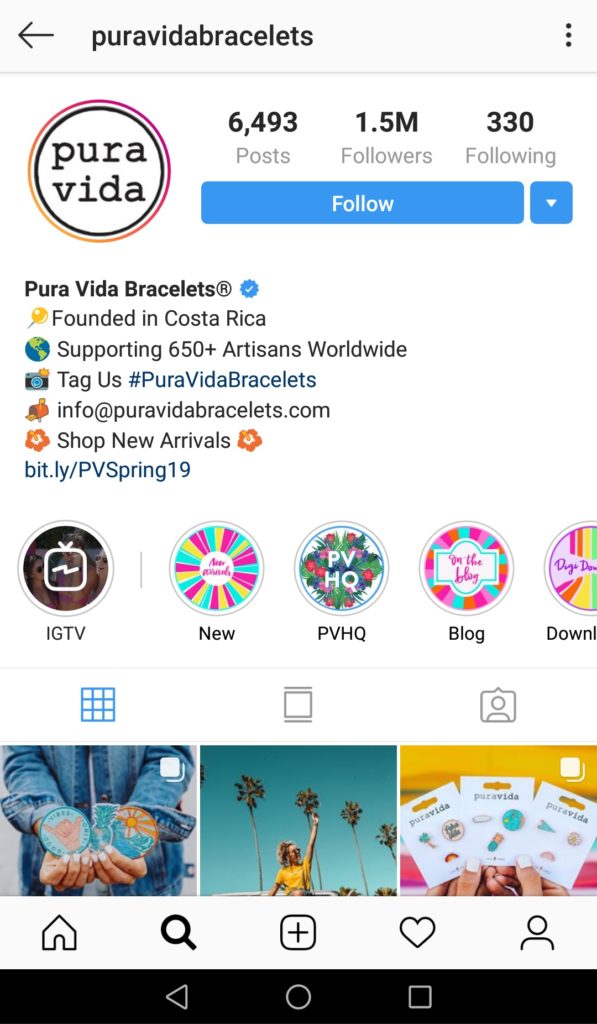 puravidabracelets
pura
vida
6,493
1.5M
330
Posts
Followers
Following
Follow
Pura Vida Bracelets®
Founded in Costa Rica
Supporting 650+ Artisans Worldwide
Tag Us #PuraVidaBracelets
info@puravidabracelets.com
Shop New Arrivals
bit.ly/PVSpring19
New
arrivals
PV
HQ
on the
blog
Digi Dow
IGTV
New
PVHQ
Blog
Downl
VIBES
GOOD
puravida
puravida
puravida